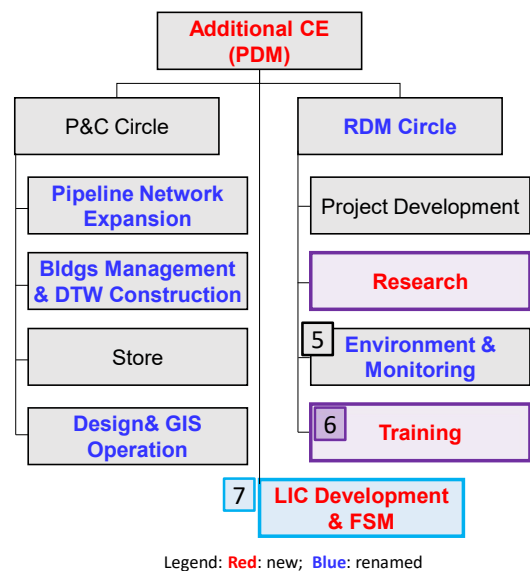 Additional CE
(PDM)
P&C Circle
RDM Circle
Pipeline Network
Expansion
Project Development
Bldgs Management
& DTW Construction
Research
Store
5
Environment &
Monitoring
Design& GIS
Operation
6
Training
7
LIC Development
& FSM
Legend: Red: new; Blue: renamed